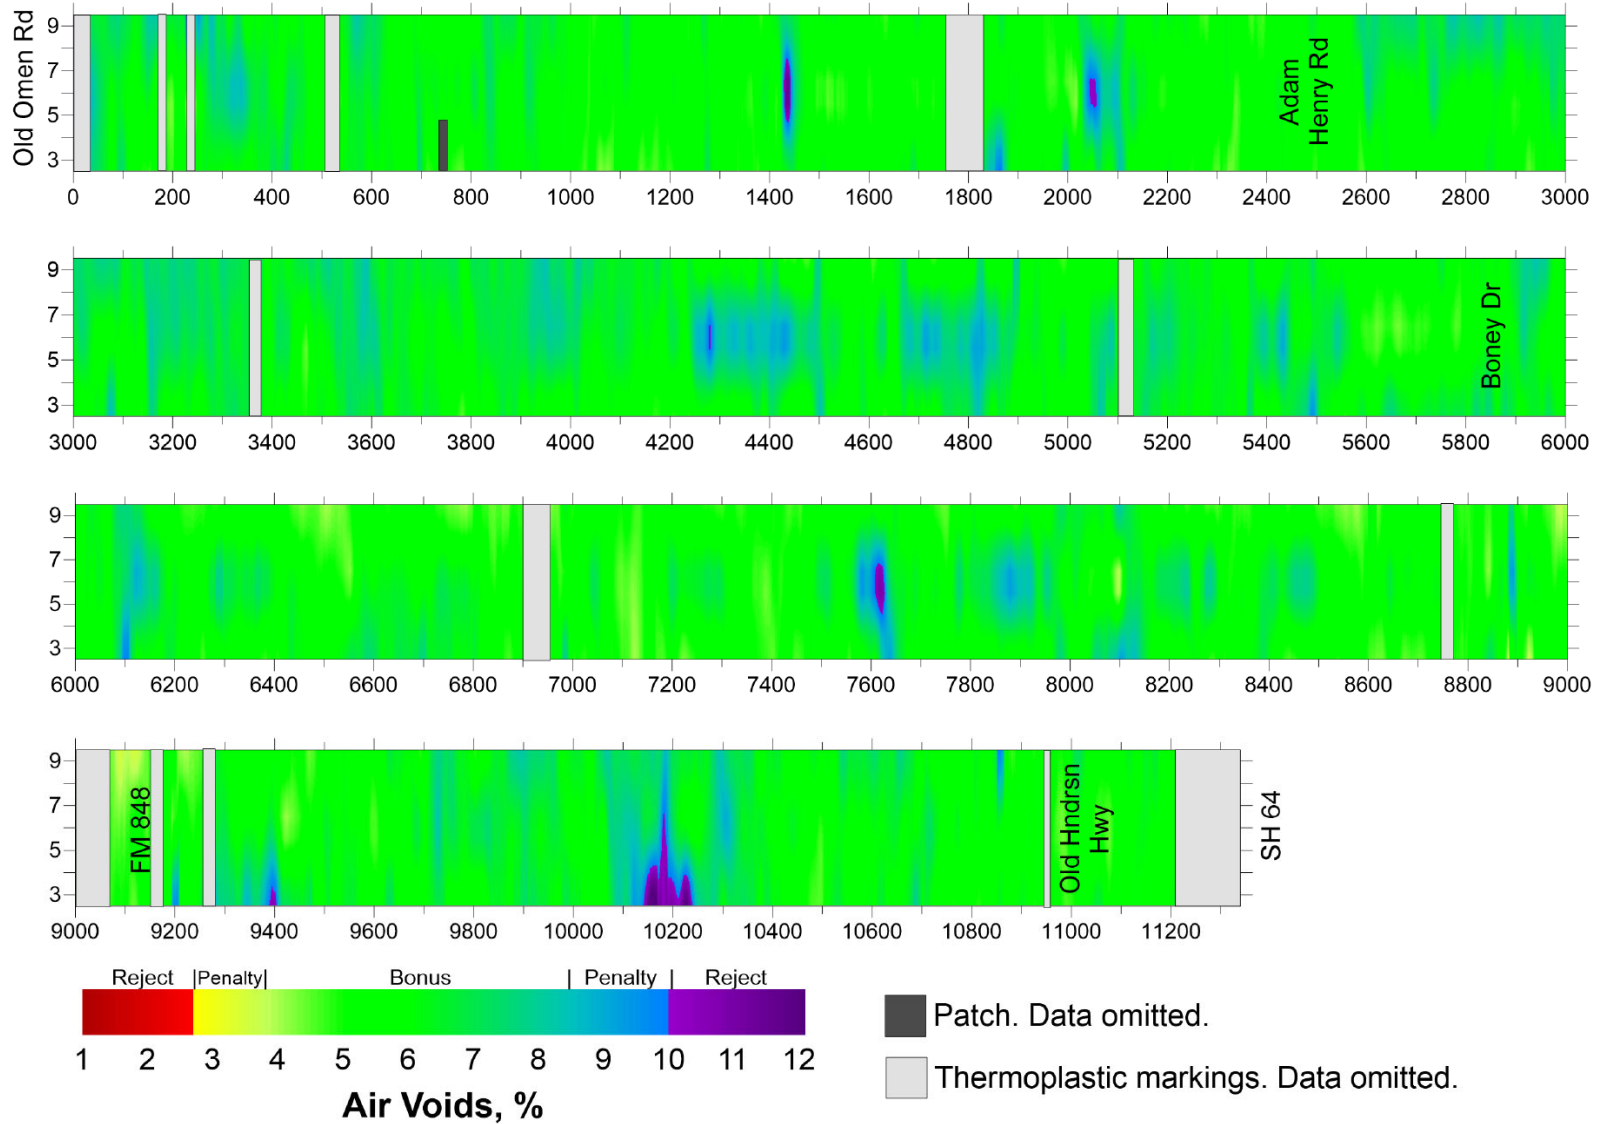 Old Omen Rd
9
7
5
3
Adam
Henry Rd
0 200 400 600 800 1000 1200 1400 1600 1800 2000 2200 2400 2600 2800 3000
9
7
5
3
Boney Dr
3000 3200 3400 3600 3800 4000 4200 4400 4600 4800 5000 5200 5400 5600 5800 6000
9
7
5
3
6000 6200 6400 6600 6800 7000 7200 7400 7600 7800 8000 8200 8400 8600 8800 9000
9
7
5
3
FM 848
Old Hndrsn
Hwy
SH 64
9000 9200 9400 9600 9800 10000 10200 10400 10600 10800 11000 11200
Reject |Penalty| Bonus | Penalty | Reject
1 2 3 4 5 6 7 8 9 10 11 12
Air Voids, %
Patch. Data omitted.
Thermoplastic markings. Data omitted.